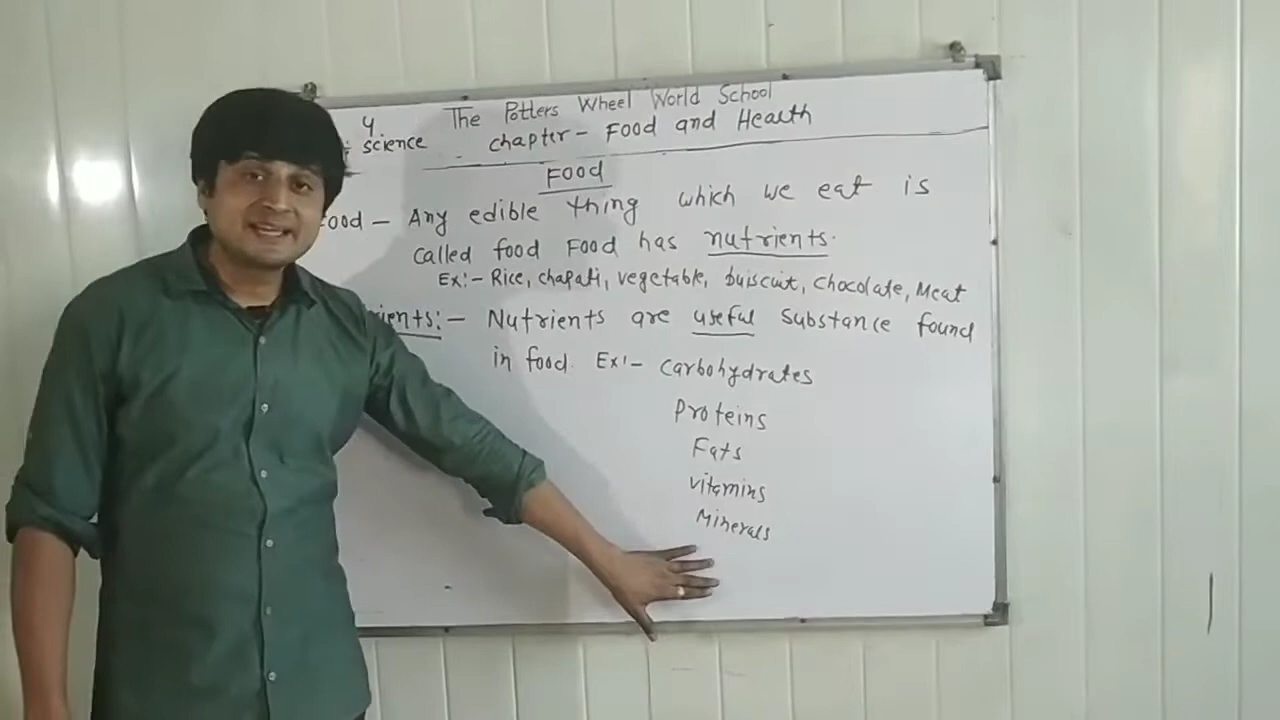 4 The Potters Wheel World School
: science chapter - Food and Health
Food
Food - Any edible thing which we eat is
called food Food has nutrients.
Ex:- Rice, chapati, vegetable, buiscuit, chocolate, Meat
Nutrients are useful substance found
in food. Ex:- carbohydrates
Proteins
Fats
vitamins
Minerals